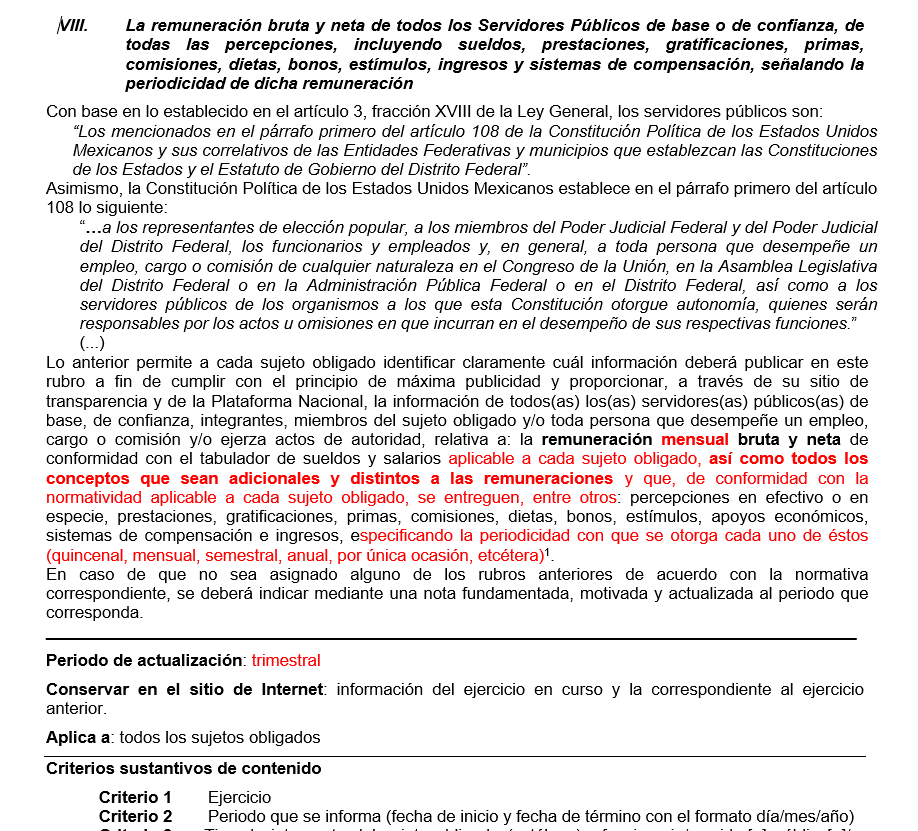 VIII. La remuneración bruta y neta de todos los Servidores Públicos de base o de confianza, de
todas las percepciones, incluyendo sueldos, prestaciones, gratificaciones, primas,
comisiones, dietas, bonos, estímulos, ingresos y sistemas de compensación, señalando la
periodicidad de dicha remuneración
Con base en lo establecido en el artículo 3, fracción XVIII de la Ley General, los servidores públicos son:
“Los mencionados en el párrafo primero del artículo 108 de la Constitución Política de los Estados Unidos
Mexicanos y sus correlativos de las Entidades Federativas y municipios que establezcan las Constituciones
de los Estados y el Estatuto de Gobierno del Distrito Federal”.
Asimismo, la Constitución Política de los Estados Unidos Mexicanos establece en el párrafo primero del artículo
108 lo siguiente:
“…a los representantes de elección popular, a los miembros del Poder Judicial Federal y del Poder Judicial
del Distrito Federal, los funcionarios y empleados y, en general, a toda persona que desempeñe un
empleo, cargo o comisión de cualquier naturaleza en el Congreso de la Unión, en la Asamblea Legislativa
del Distrito Federal o en la Administración Pública Federal o en el Distrito Federal, así como a los
servidores públicos de los organismos a los que esta Constitución otorgue autonomía, quienes serán
responsables por los actos u omisiones en que incurran en el desempeño de sus respectivas funciones.”
(...)
Lo anterior permite a cada sujeto obligado identificar claramente cuál información deberá publicar en este
rubro a fin de cumplir con el principio de máxima publicidad y proporcionar, a través de su sitio de
transparencia y de la Plataforma Nacional, la información de todos(as) los(as) servidores(as) públicos(as) de
base, de confianza, integrantes, miembros del sujeto obligado y/o toda persona que desempeñe un empleo,
cargo o comisión y/o ejerza actos de autoridad, relativa a: la remuneración mensual bruta y neta de
conformidad con el tabulador de sueldos y salarios aplicable a cada sujeto obligado, así como todos los
conceptos que sean adicionales y distintos a las remuneraciones y que, de conformidad con la
normatividad aplicable a cada sujeto obligado, se entreguen, entre otros: percepciones en efectivo o en
especie, prestaciones, gratificaciones, primas, comisiones, dietas, bonos, estímulos, apoyos económicos,
sistemas de compensación e ingresos, especificando la periodicidad con que se otorga cada uno de éstos
(quincenal, mensual, semestral, anual, por única ocasión, etcétera)¹.
En caso de que no sea asignado alguno de los rubros anteriores de acuerdo con la normativa
correspondiente, se deberá indicar mediante una nota fundamentada, motivada y actualizada al periodo que
corresponda.
Periodo de actualización: trimestral
Conservar en el sitio de Internet: información del ejercicio en curso y la correspondiente al ejercicio
anterior.
Aplica a: todos los sujetos obligados
Criterios sustantivos de contenido
Criterio 1 Ejercicio
Criterio 2 Periodo que se informa (fecha de inicio y fecha de término con el formato día/mes/año)